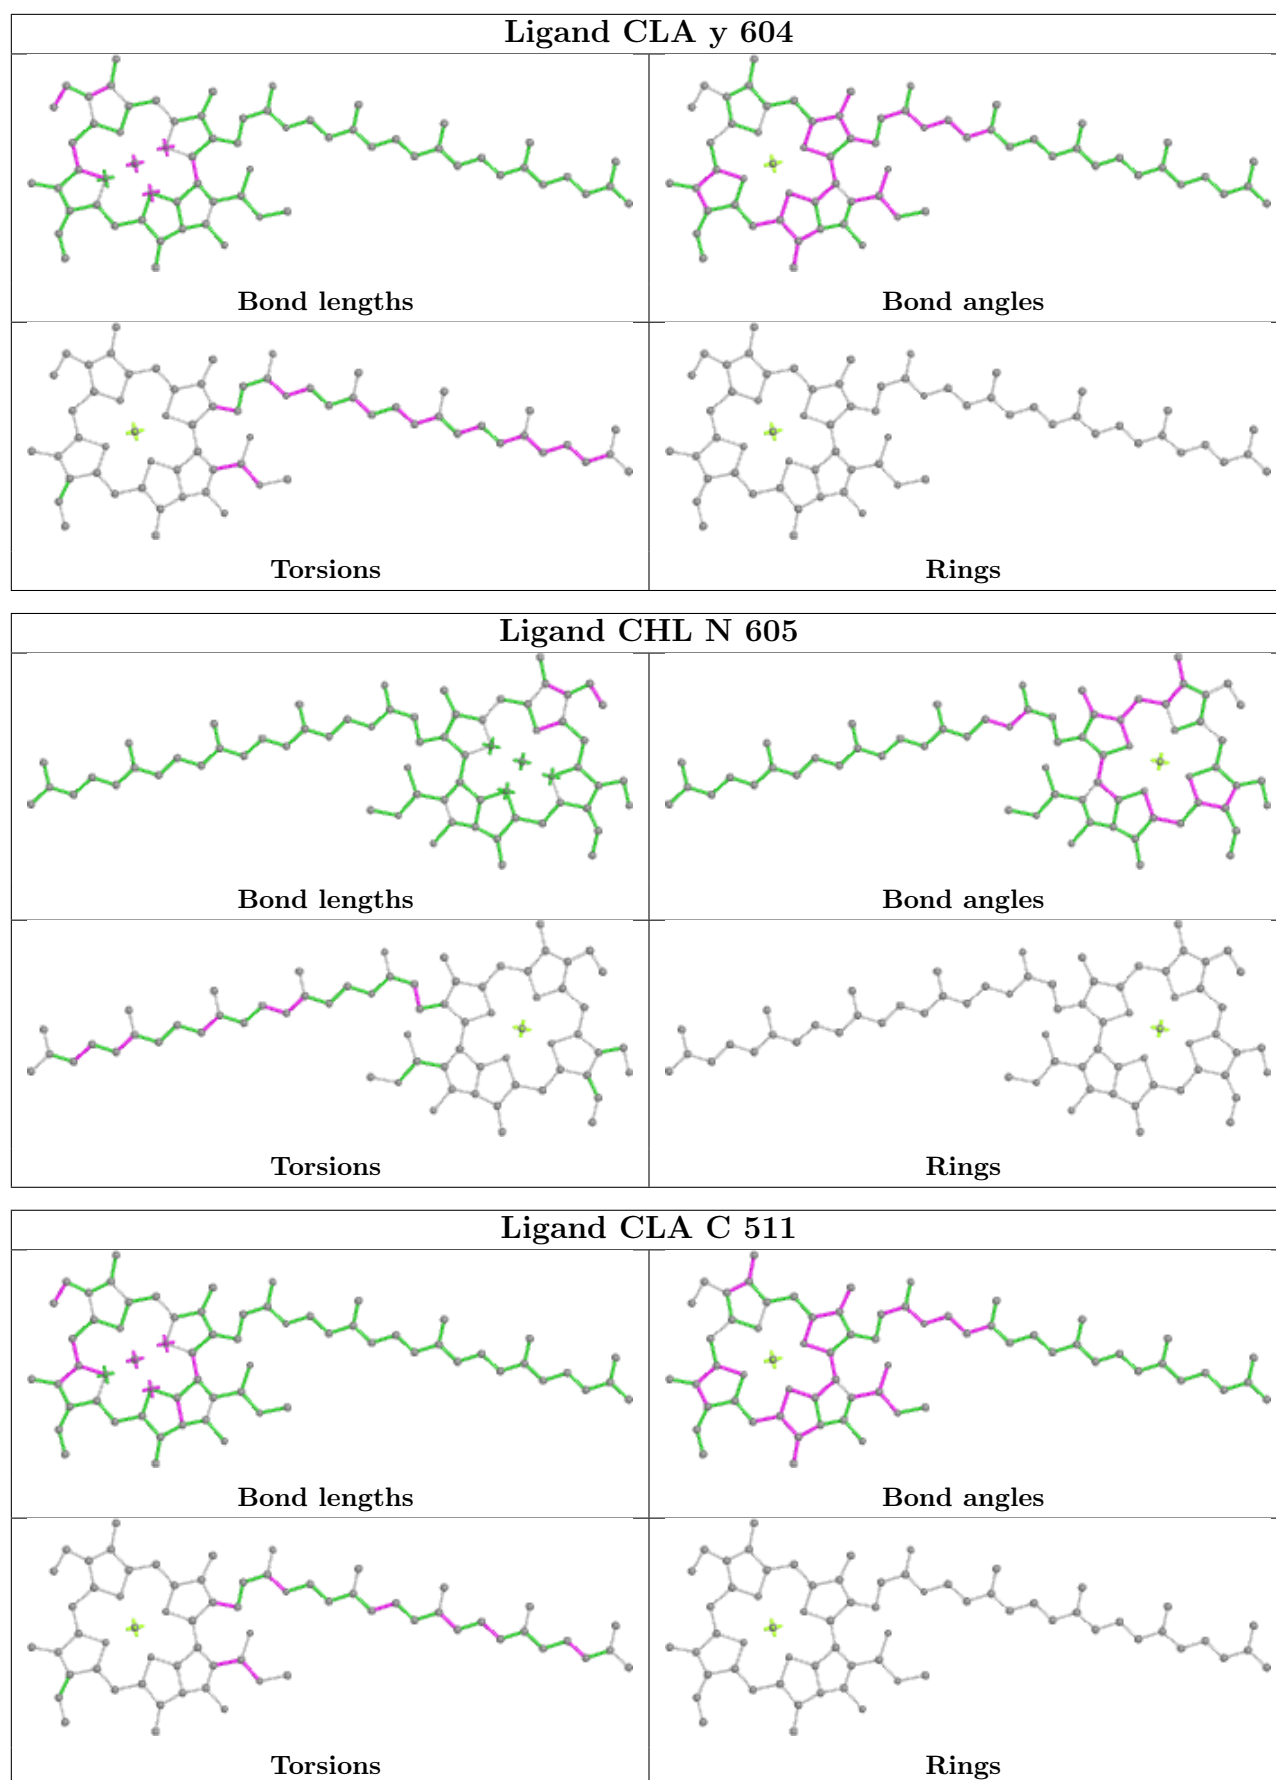 Ligand CLA y 604
Bond lengths
Bond angles
Torsions
Rings
Ligand CHL N 605
Bond lengths
Bond angles
Torsions
Rings
Ligand CLA C 511
Bond lengths
Bond angles
Torsions
Rings